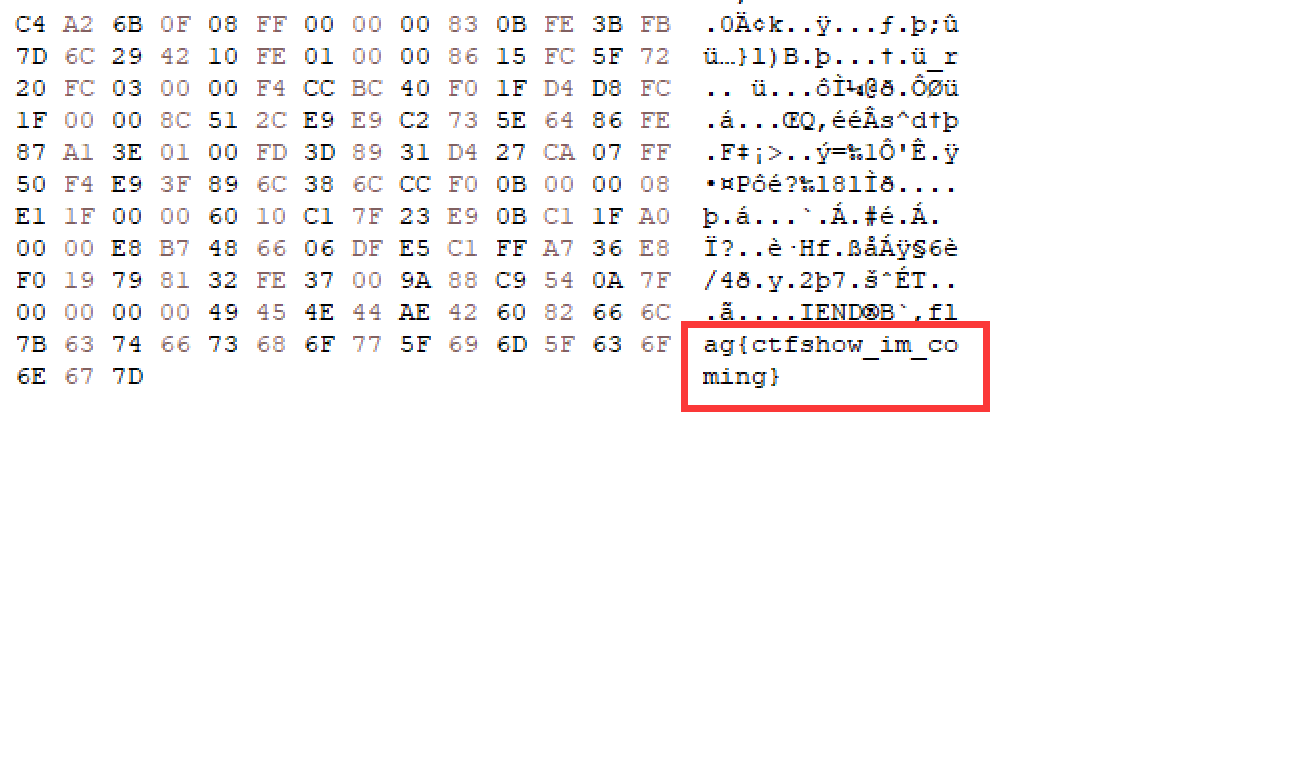 C4 A2 6B 0F 08 FF 00 00 00 83 0B FE 3B FB .0Ä¢k..ÿ...ƒ.þ;û
7D 6C 29 42 10 FE 01 00 00 86 15 FC 5F 72 ü…}l)B.þ...†.ü_r
20 FC 03 00 00 F4 CC BC 40 F0 1F D4 D8 FC .. ü...ôÌ¼@ð.ÔØü
1F 00 00 8C 51 2C E9 E9 C2 73 5E 64 86 FE .á...ŒQ,ééÂs^d†þ
87 A1 3E 01 00 FD 3D 89 31 D4 27 CA 07 FF .F‡¡>..ý=‰1Ô'Ê.ÿ
50 F4 E9 3F 89 6C 38 6C CC F0 0B 00 00 08 •¤Pôé?‰l8lÌð....
E1 1F 00 00 60 10 C1 7F 23 E9 0B C1 1F A0 þ.á...`.Á.#é.Á.
00 00 E8 B7 48 66 06 DF E5 C1 FF A7 36 E8 Ï?..è·Hf.ßåÁÿ§6è
F0 19 79 81 32 FE 37 00 9A 88 C9 54 0A 7F /4ð.y.2þ7.šˆÉT..
00 00 00 00 49 45 4E 44 AE 42 60 82 66 6C .ã....IEND®B`‚fl
7B 63 74 66 73 68 6F 77 5F 69 6D 5F 63 6F ag{ctfshow_im_co
6E 67 7D ming}